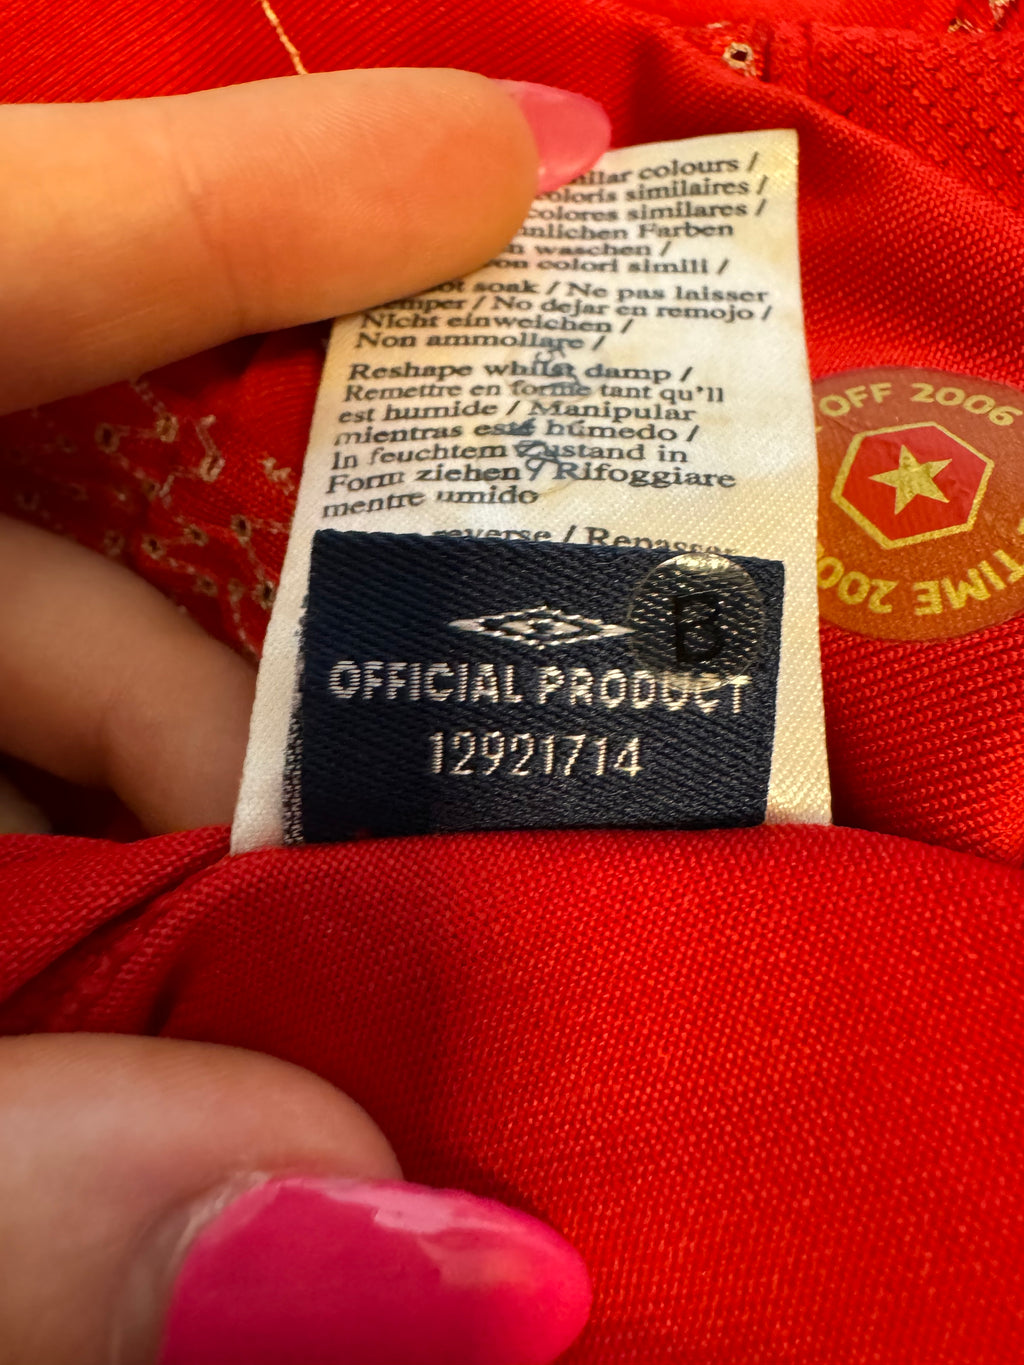 colours /
coloris similaires /
colores similares /
Farben
waschen /
colori simili /
soak / Ne pas laisser
/ No dejar en remojo /
Nicht einweichen /
Non ammollare /
Reshape whilst damp /
Remettre en forme tant qu'il
est humide / Manipular
mientras esté húmedo /
In feuchtem Zustand in
Form ziehen / Rifoggiare
mentre umido
reverse / Repasser
OFF 2006
TIME 200
B
OFFICIAL PRODUCT
12921714